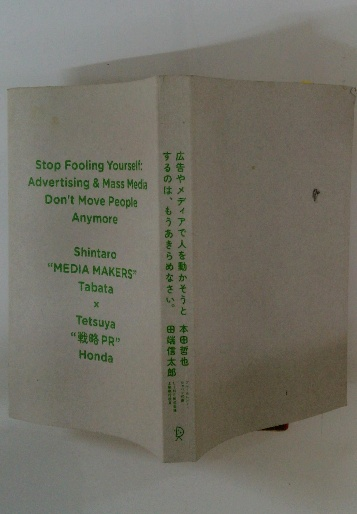 Stop Fooling Yourself:
Advertising & Mass Media
Don't Move People
Anymore
Shintaro
"MEDIA MAKERS"
Tabata
×
Tetsuya
"戦略PR"
Honda
広告やメディアで人を動かそうと
するのは、もうあきらめなさい。
本田哲也
田端信太郎